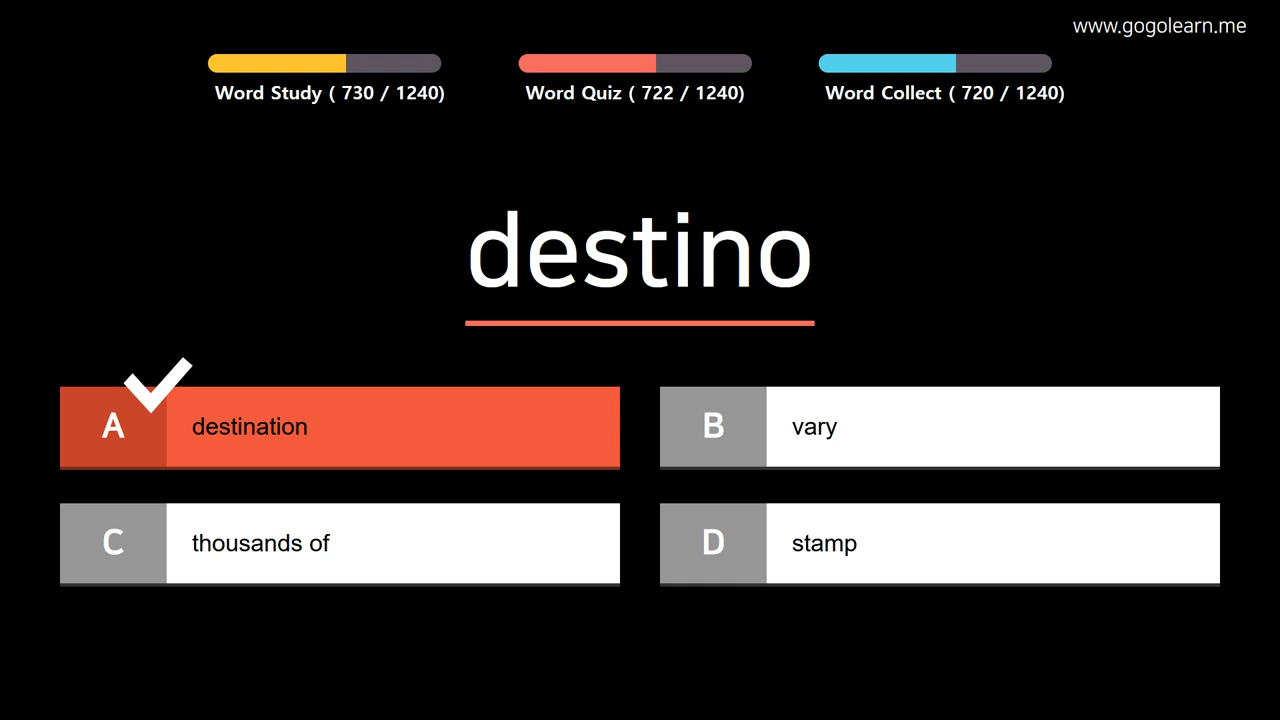 www.gogolearn.me
Word Study ( 730 / 1240)
Word Quiz ( 722 / 1240)
Word Collect ( 720 / 1240)
destino
A destination
B vary
C thousands of
D stamp